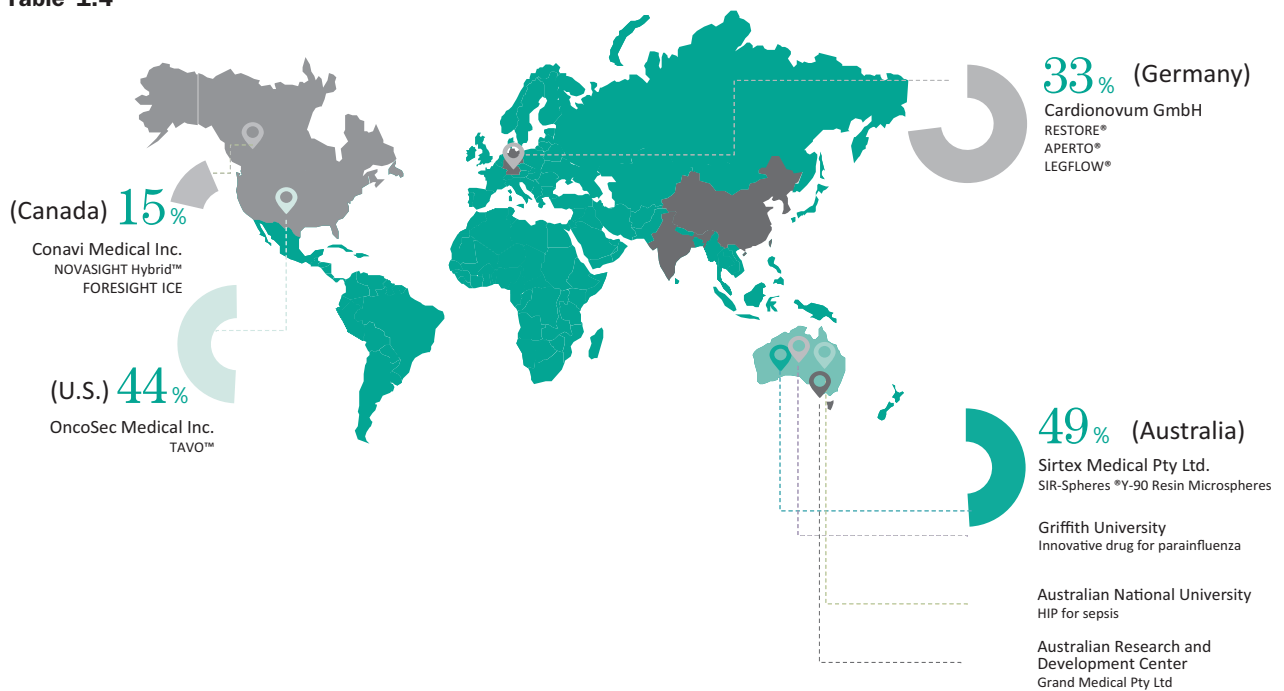 Table 1.4
33% (Germany)
Cardionovum GmbH
RESTORE®
APERTO®
LEGFLOW®
(Canada) 15%
Conavi Medical Inc.
NOVASIGHT Hybrid™
FORESIGHT ICE
(U.S.) 44%
OncoSec Medical Inc.
TAVO™
49% (Australia)
Sirtex Medical Pty Ltd.
SIR-Spheres ®Y-90 Resin Microspheres
Griffith University
Innovative drug for parainfluenza
Australian National University
HIP for sepsis
Australian Research and
Development Center
Grand Medical Pty Ltd